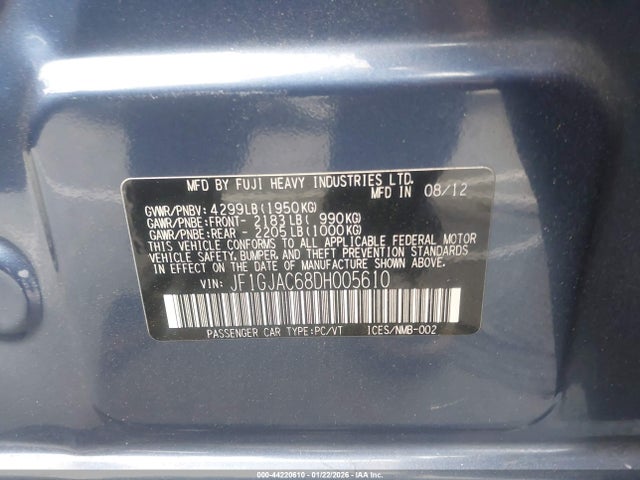 MFD BY FUJI HEAVY INDUSTRIES LTD.
MFD IN 08/12
GVWR/PNBV: 4299LB(1950KG)
GAWR/PNBE:FRONT- 2183LB( 990KG)
GAWR/PNBE:REAR - 2205LB(1000KG)
THIS VEHICLE CONFORMS TO ALL APPLICABLE FEDERAL MOTOR
VEHICLE SAFETY, BUMPER, AND THEFT PREVENTION STANDARDS
IN EFFECT ON THE DATE OF MANUFACTURE SHOWN ABOVE.
VIN: JF1GJAC68DH005610
PASSENGER CAR TYPE:PC/VT ICES/NMB-002
000-44220610 - 01/22/2026 - IAAI.COM